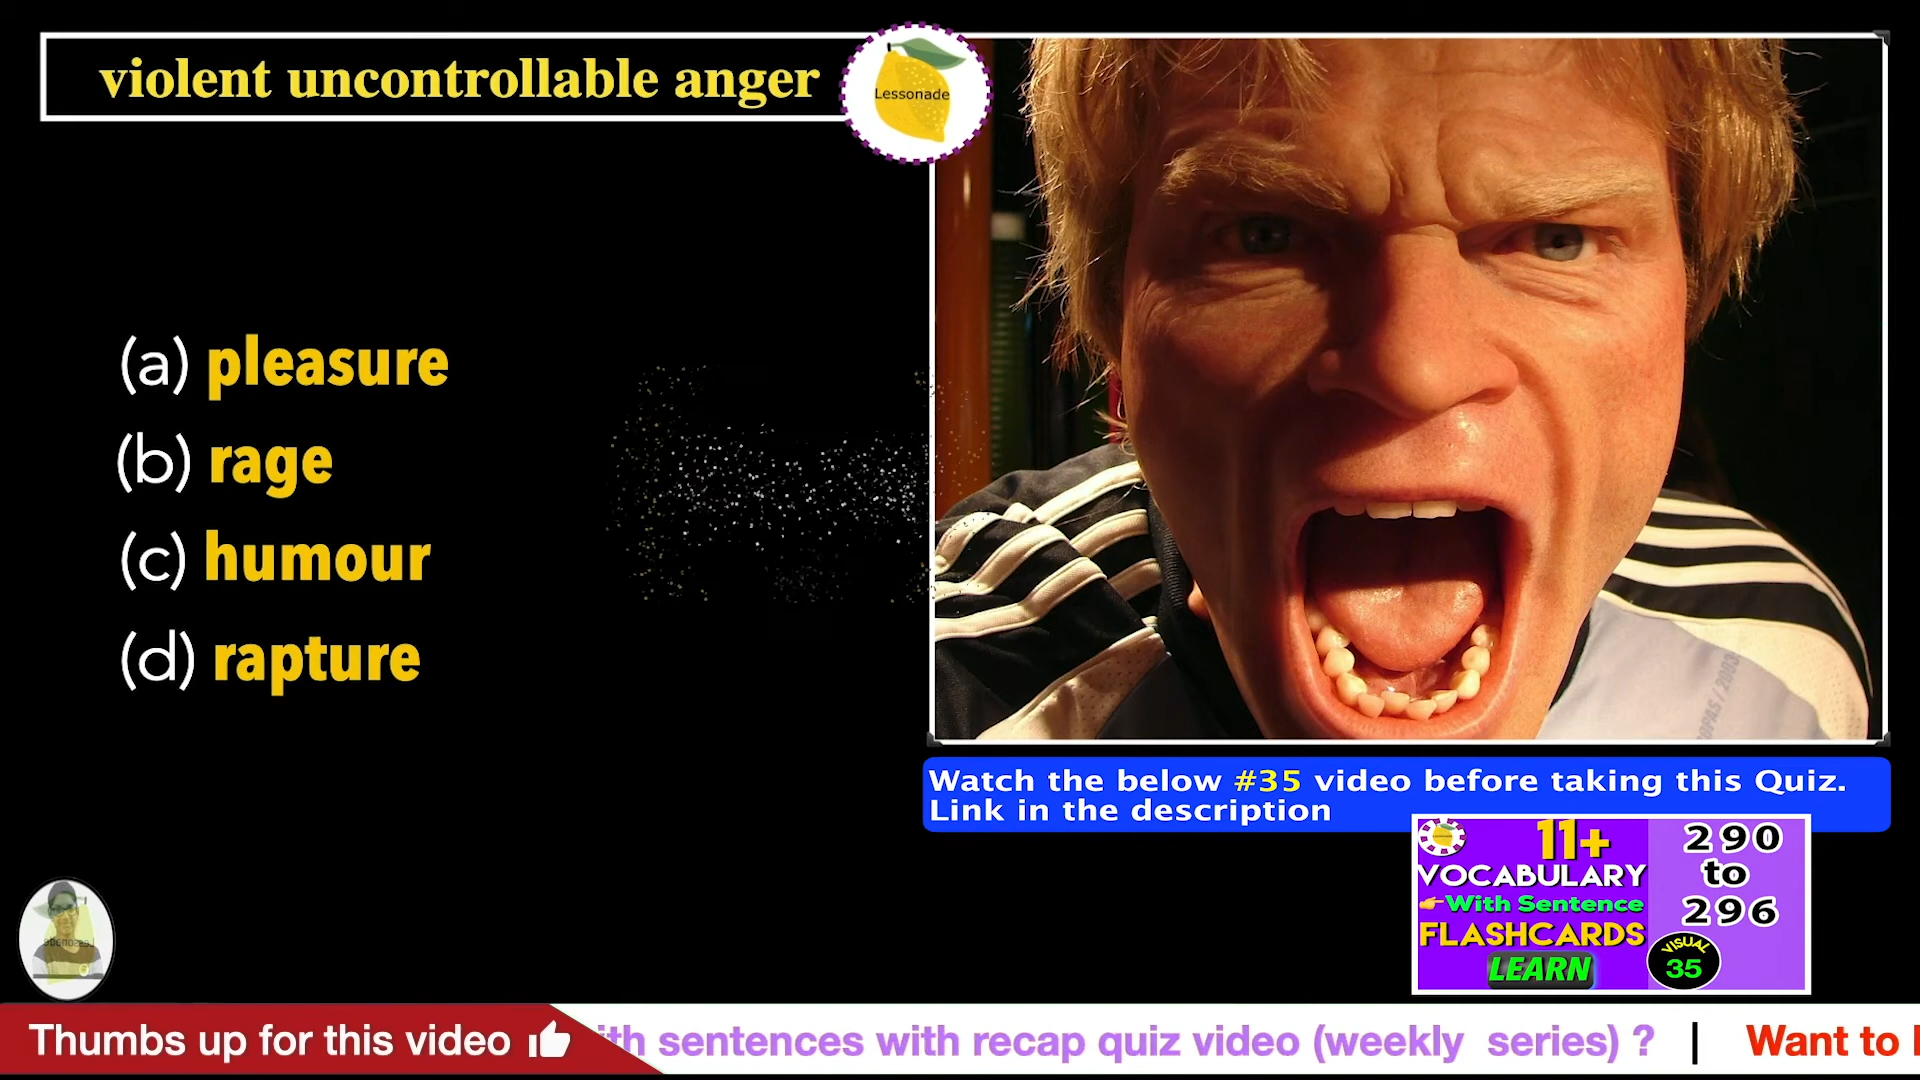 violent uncontrollable anger
Lessonade
(a) pleasure
(b) rage
(c) humour
(d) rapture
Watch the below #35 video before taking this Quiz.
Link in the description
11+
VOCABULARY
With Sentence
FLASHCARDS
LEARN
290
to
296
VISUAL
35
Thumbs up for this video
ith sentences with recap quiz video (weekly series) ? | Want to